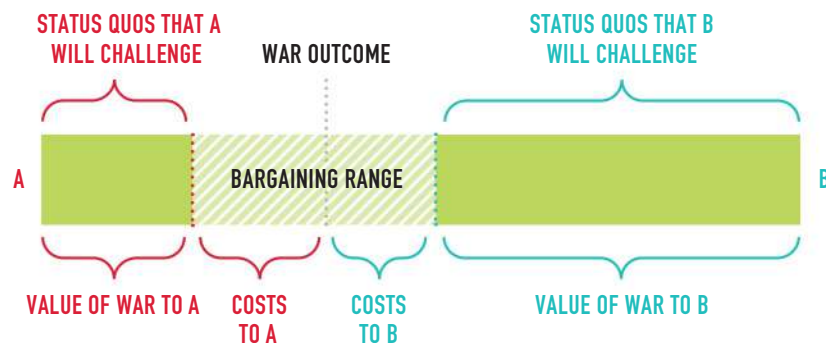 STATUS QUOS THAT A
WILL CHALLENGE
WAR OUTCOME
STATUS QUOS THAT B
WILL CHALLENGE
A
BARGAINING RANGE
B
VALUE OF WAR TO A
COSTS
TO A
COSTS
TO B
VALUE OF WAR TO B